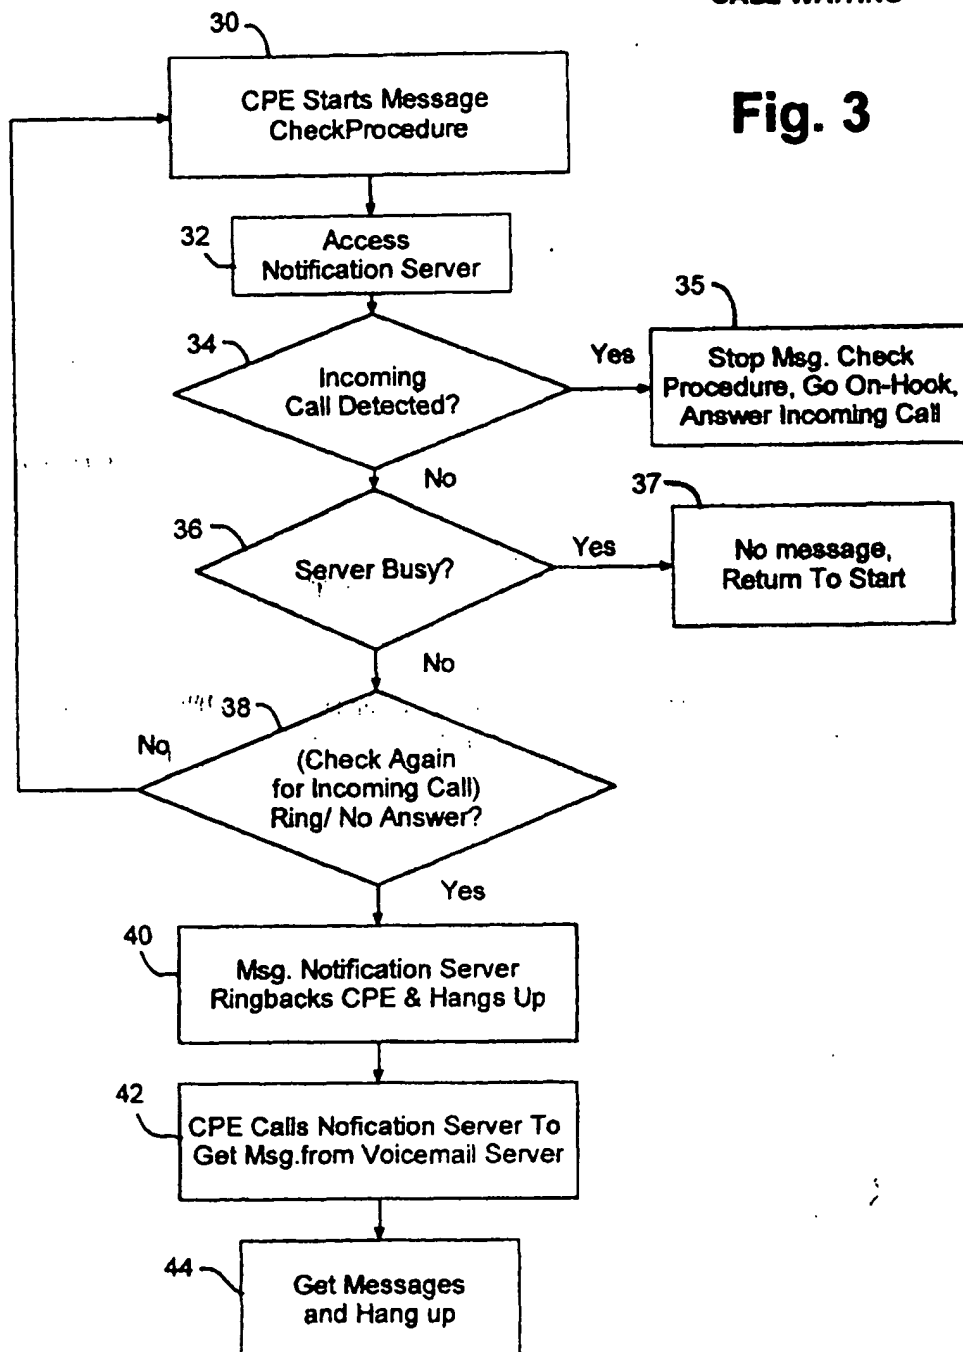 30
CPE Starts Message
CheckProcedure
Fig. 3
32
Access
Notification Server
34
Incoming
Call Detected?
Yes
35
Stop Msg. Check
Procedure, Go On-Hook,
Answer Incoming Call
No
36
Server Busy?
Yes
37
No message,
Return To Start
No
38
No
(Check Again
for Incoming Call)
Ring/ No Answer?
Yes
40
Msg. Notification Server
Ringbacks CPE & Hangs Up
42
CPE Calls Nofication Server To
Get Msg.from Voicemail Server
44
Get Messages
and Hang up